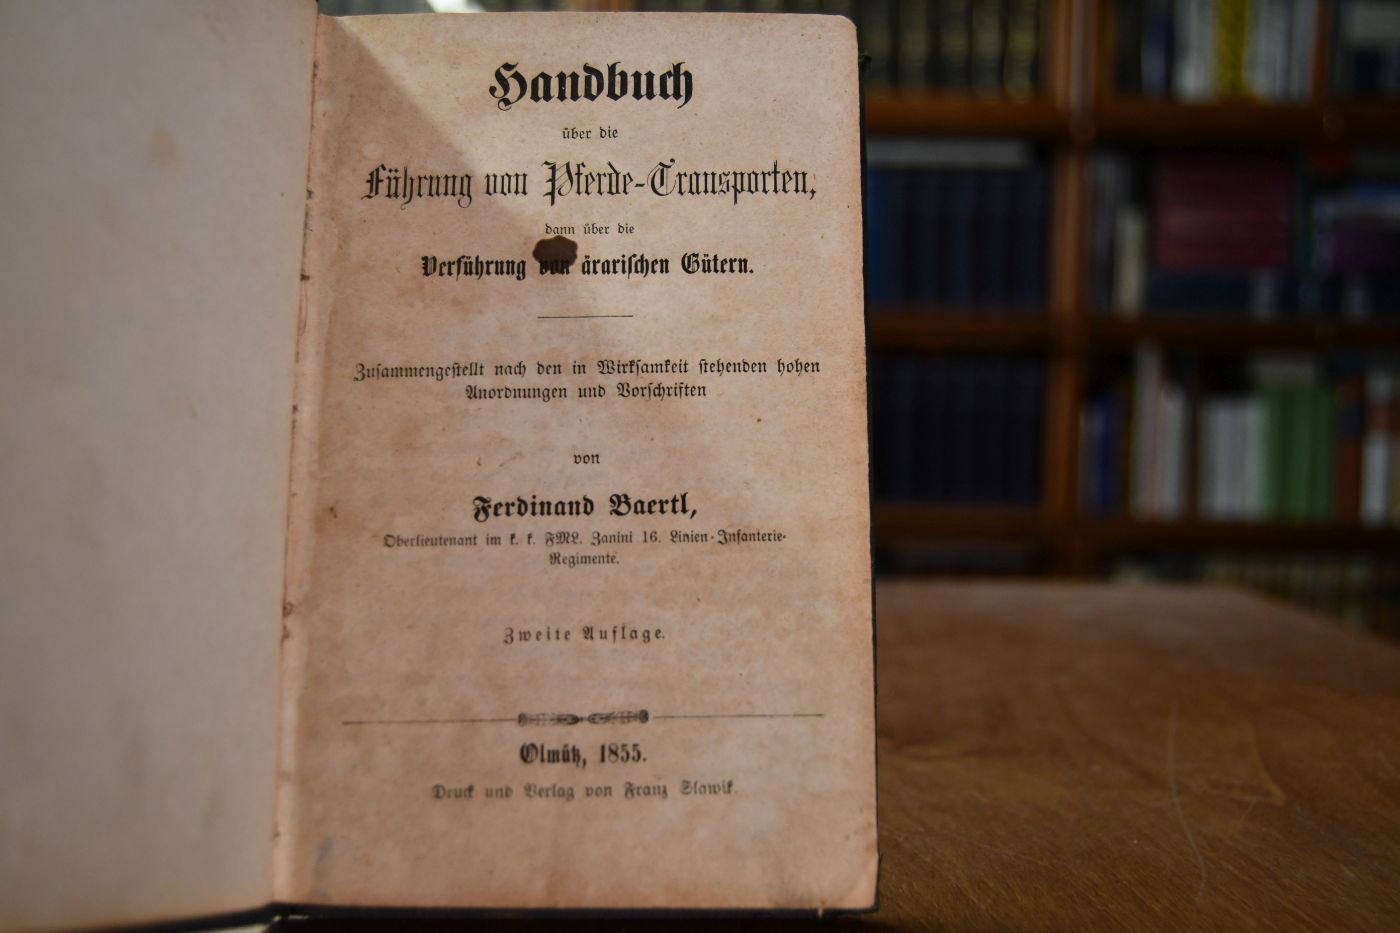 Handbuch
über die
Führung von Pferde-Transporten,
dann über die
Verführung von ärarischen Gütern.
Zusammengestellt nach den in Wirksamkeit stehenden hohen
Anordnungen und Vorschriften
von
Ferdinand Baertl,
Oberlieutenant im k. k. FML. Zanini 16. Linien-Infanterie-
Regimente.
Zweite Auflage.
Olmütz, 1855.
Druck und Verlag von Franz Slawik.